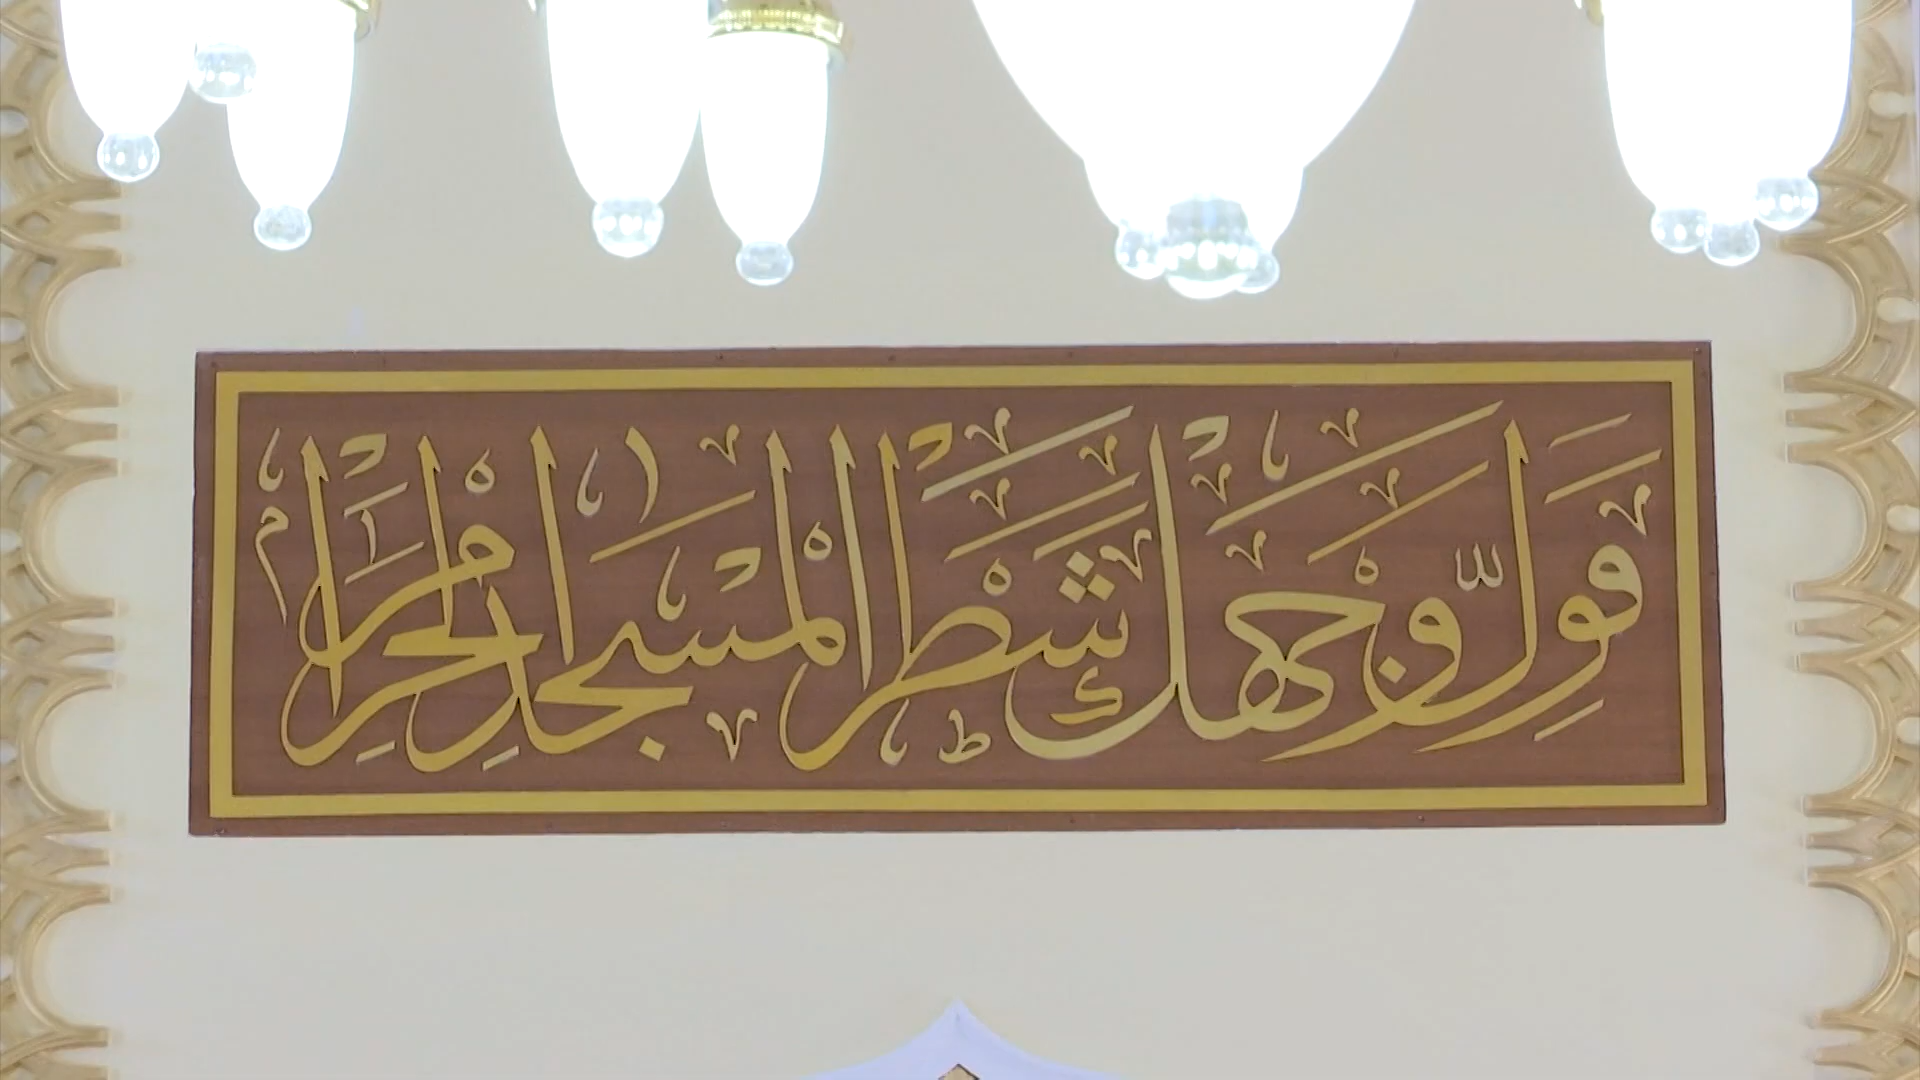 فَوَلِّ وَجْهَكَ شَطْرَ الْمَسْجِدِ الْحَرَامِ